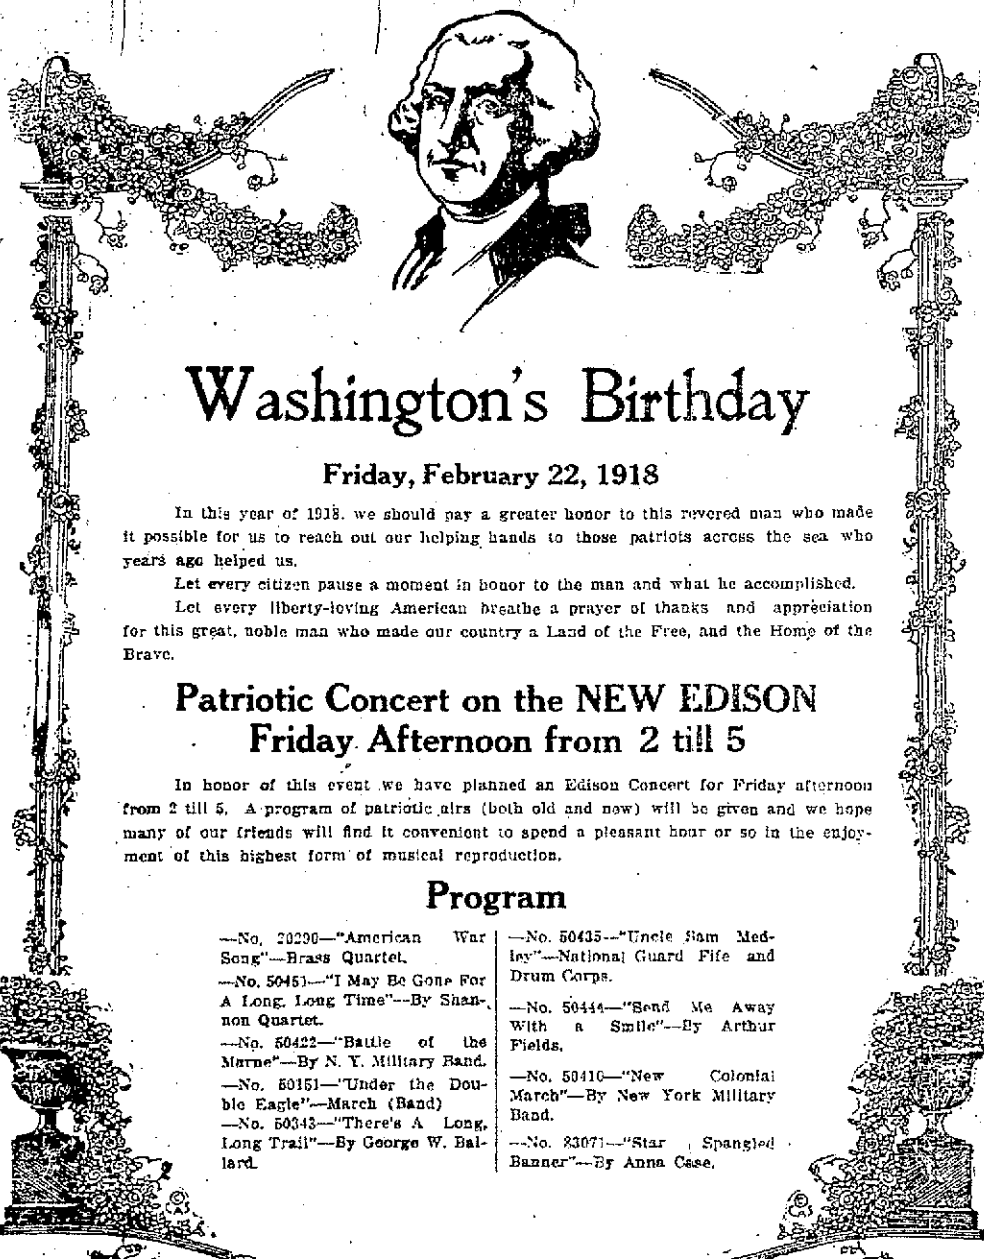 Washington's Birthday
Friday, February 22, 1918
In this year of 1918, we should pay a greater honor to this revered man who made
it possible for us to reach out our helping hands to those patriots across the sea who
years ago helped us.
Let every citizen pause a moment in honor to the man and what he accomplished.
Let every liberty-loving American breathe a prayer of thanks and appreciation
for this great, noble man who made our country a Land of the Free, and the Home of the
Brave.
Patriotic Concert on the NEW EDISON
Friday Afternoon from 2 till 5
In honor of this event we have planned an Edison Concert for Friday afternoon
from 2 till 5. A program of patriotic airs (both old and new) will be given and we hope
many of our friends will find it convenient to spend a pleasant hour or so in the enjoy-
ment of this highest form of musical reproduction.
Program
—No. "American War
Song"—Brass Quartet.
—No. 50451—"I May Be Gone For
A Long, Long Time"—By Shan-
non Quartet.
—No. 50422—"Battle of the
Marne"—By N. Y. Military Band.
—No. 50151—"Under the Dou-
ble Eagle"—March (Band)
—No. 50343—"There's A Long,
Long Trail"—By George W. Bal-
lard.
—No. 50435—"Uncle Sam Med-
ley"—National Guard Fife and
Drum Corps.
—No. 50444—"Send Me Away
With a Smile"—By Arthur
Fields.
—No. 50410—"New Colonial
March"—By New York Military
Band.
—No. 83071—"Star Spangled
Banner"—By Anna Case.